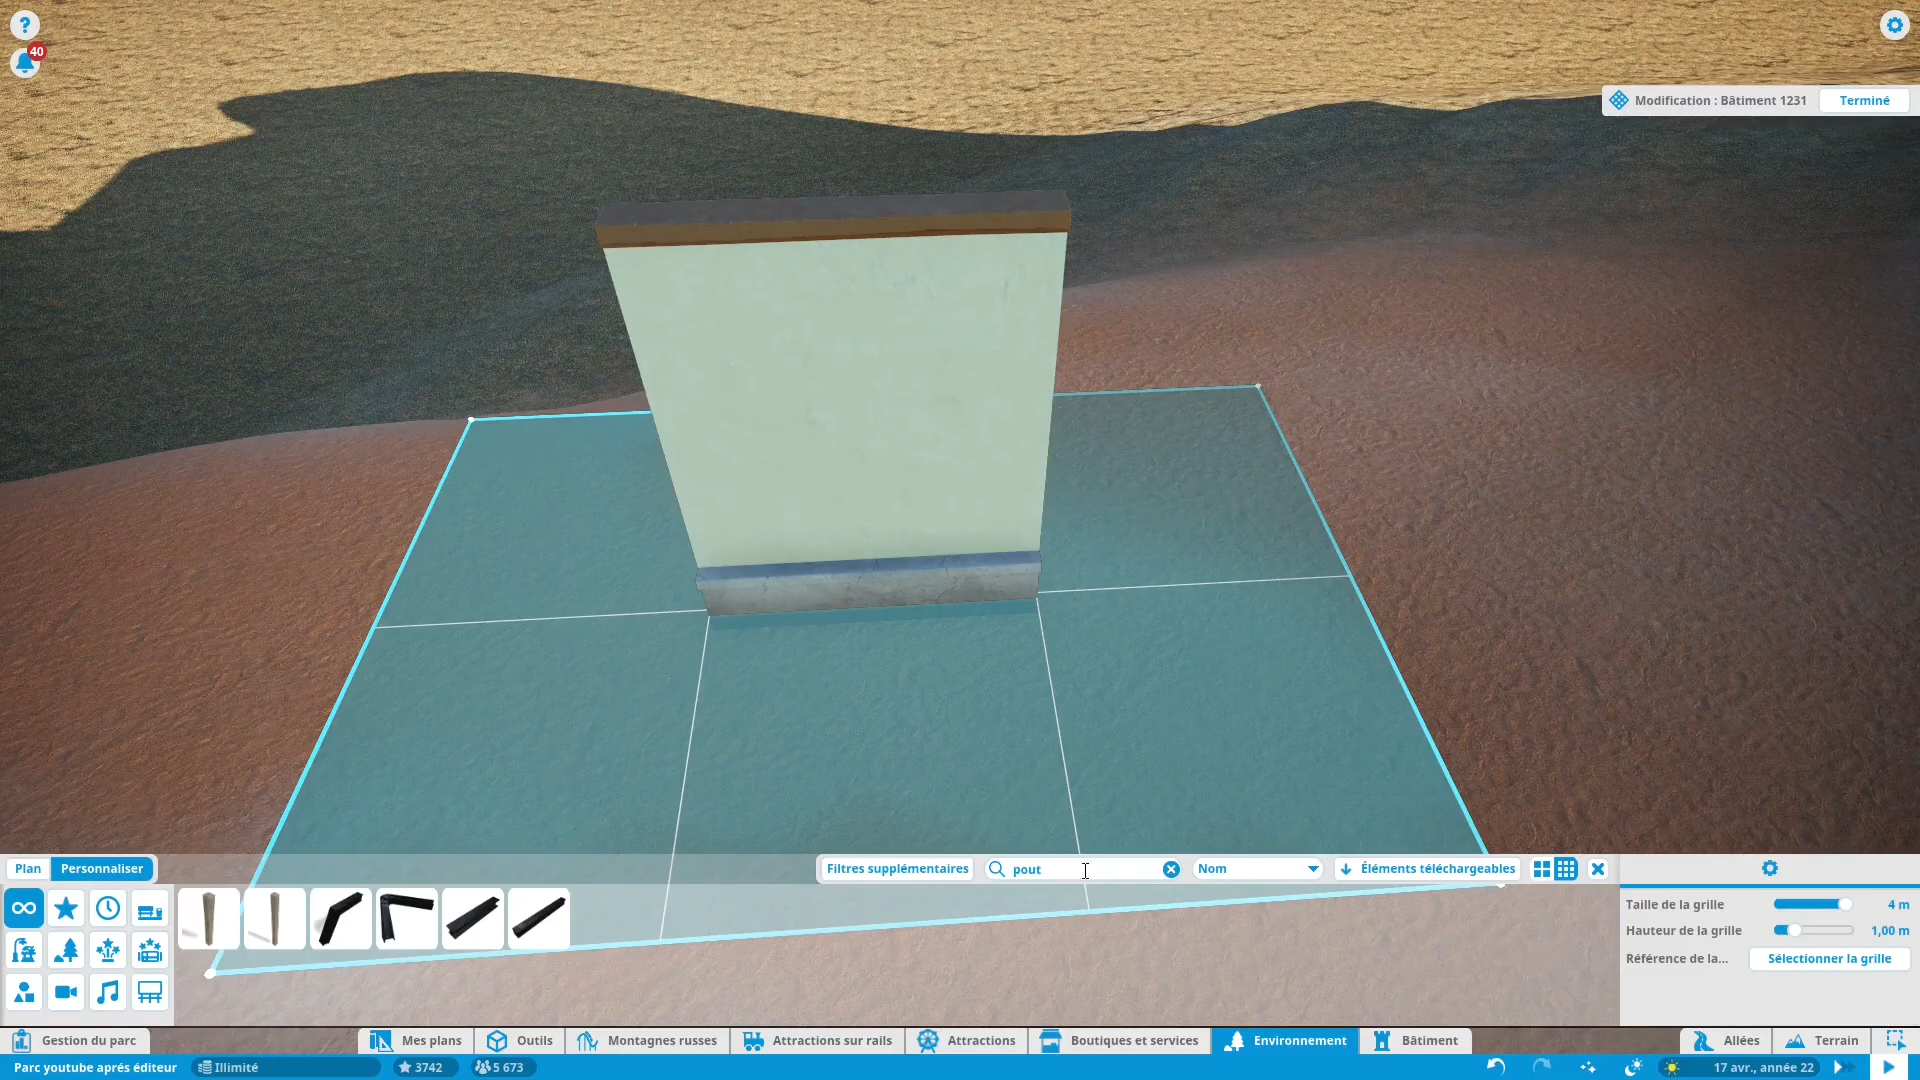 ?
40
Modification : Bâtiment 1231
Terminé
Plan
Personnaliser
Filtres supplémentaires
pout
Nom
Éléments téléchargeables
Taille de la grille
4 m
Hauteur de la grille
1,00 m
Référence de la...
Sélectionner la grille
Gestion du parc
Mes plans
Outils
Montagnes russes
Attractions sur rails
Attractions
Boutiques et services
Environnement
Bâtiment
Allées
Terrain
Parc youtube aprés éditeur
Illimité
3742
5 673
17 avr., année 22